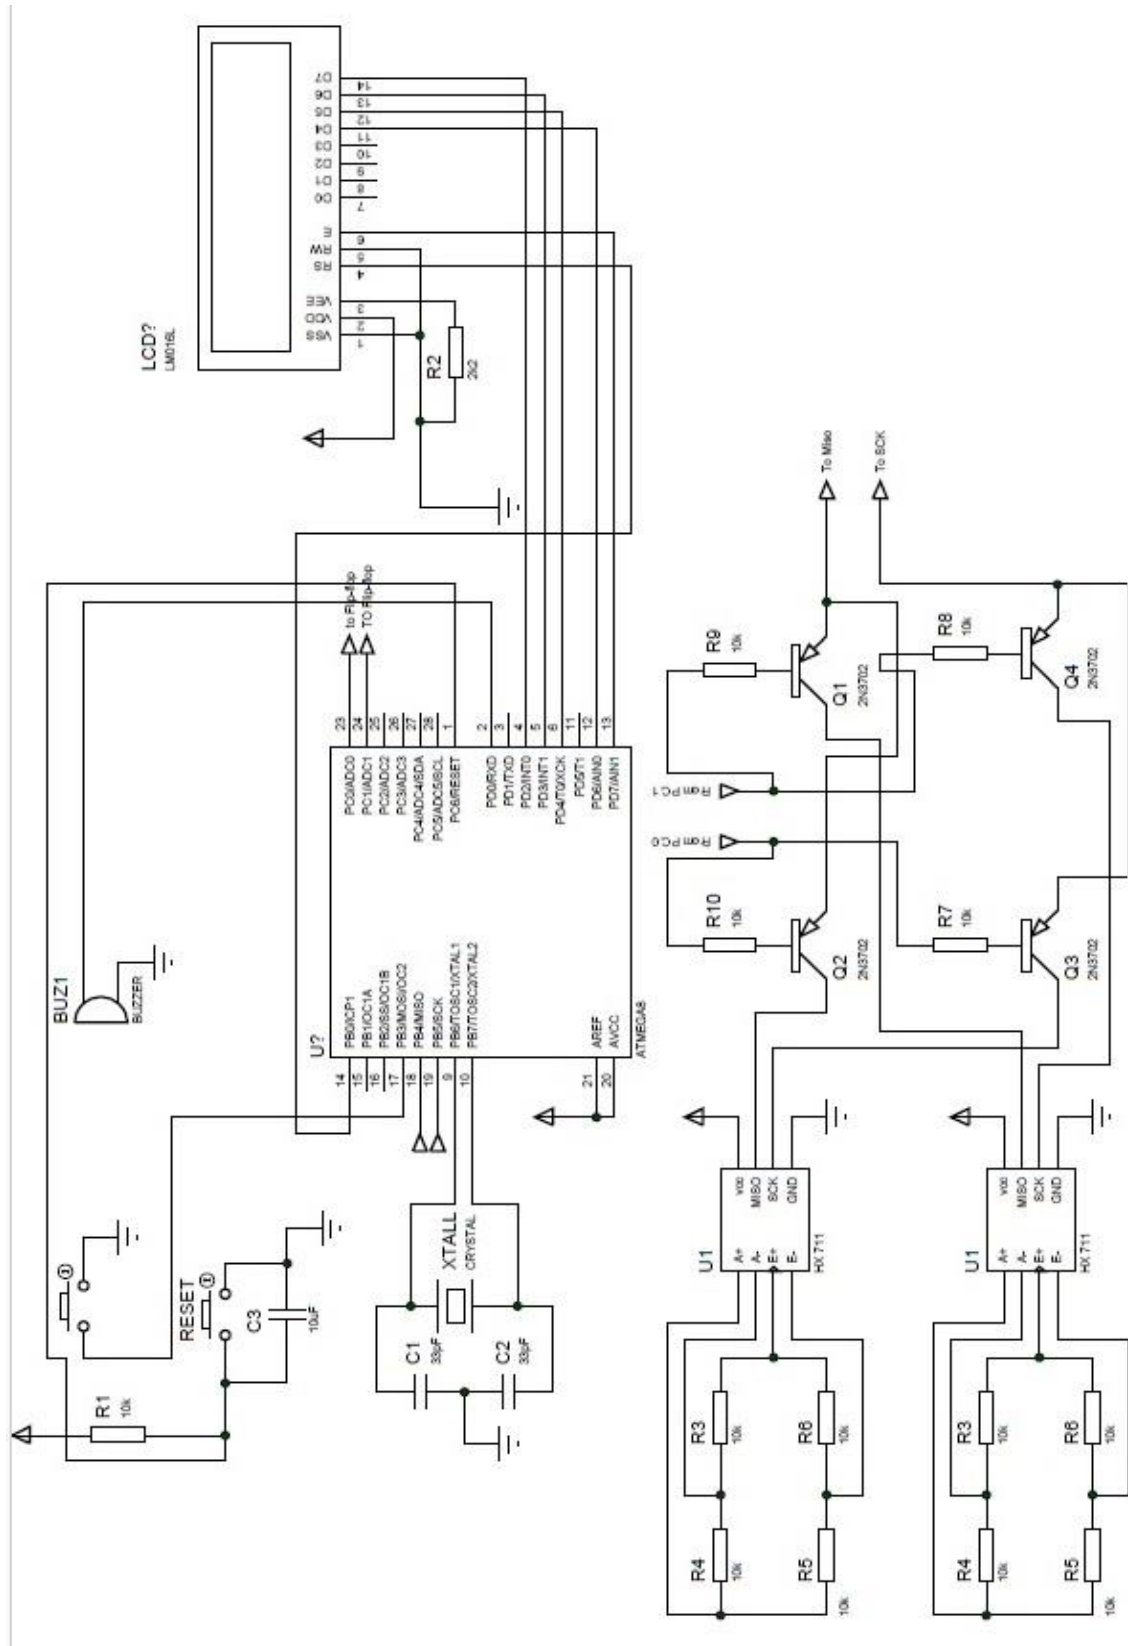 LCD?
LM016L
VSS
VDD
VEE
RS
RW
E
D0
D1
D2
D3
D4
D5
D6
D7
1
2
3
4
5
6
7
8
9
10
11
12
13
14
R2
2k2
BUZ1
BUZZER
to Flip-flop
TO Flip-flop
U?
ATMEGA8
PB0/ICP1
PB1/OC1A
PB2/SS/OC1B
PB3/MOSI/OC2
PB4/MISO
PB5/SCK
PB6/TOSC1/XTAL1
PB7/TOSC2/XTAL2
AREF
AVCC
14
15
16
17
18
19
9
10
21
20
PC0/ADC0
PC1/ADC1
PC2/ADC2
PC3/ADC3
PC4/ADC4/SDA
PC5/ADC5/SCL
PC6/RESET
PD0/RXD
PD1/TXD
PD2/INT0
PD3/INT1
PD4/T0/XCK
PD5/T1
PD6/AIN0
PD7/AIN1
23
24
25
26
27
28
1
2
3
4
5
6
11
12
13
R1
10k
RESET
C3
10uF
XTALL
CRYSTAL
C1
33pF
C2
33pF
To Miso
To SCK
R9
10k
Q1
2N3702
R8
10k
Q4
2N3702
R10
10k
Q2
2N3702
R7
10k
Q3
2N3702
U1
HX 711
vcc
MISO
SCK
GND
A+
A-
E+
E-
R3
10k
R4
10k
R5
10k
R6
10k
U1
HX 711
vcc
MISO
SCK
GND
A+
A-
E+
E-
R3
10k
R4
10k
R5
10k
R6
10k